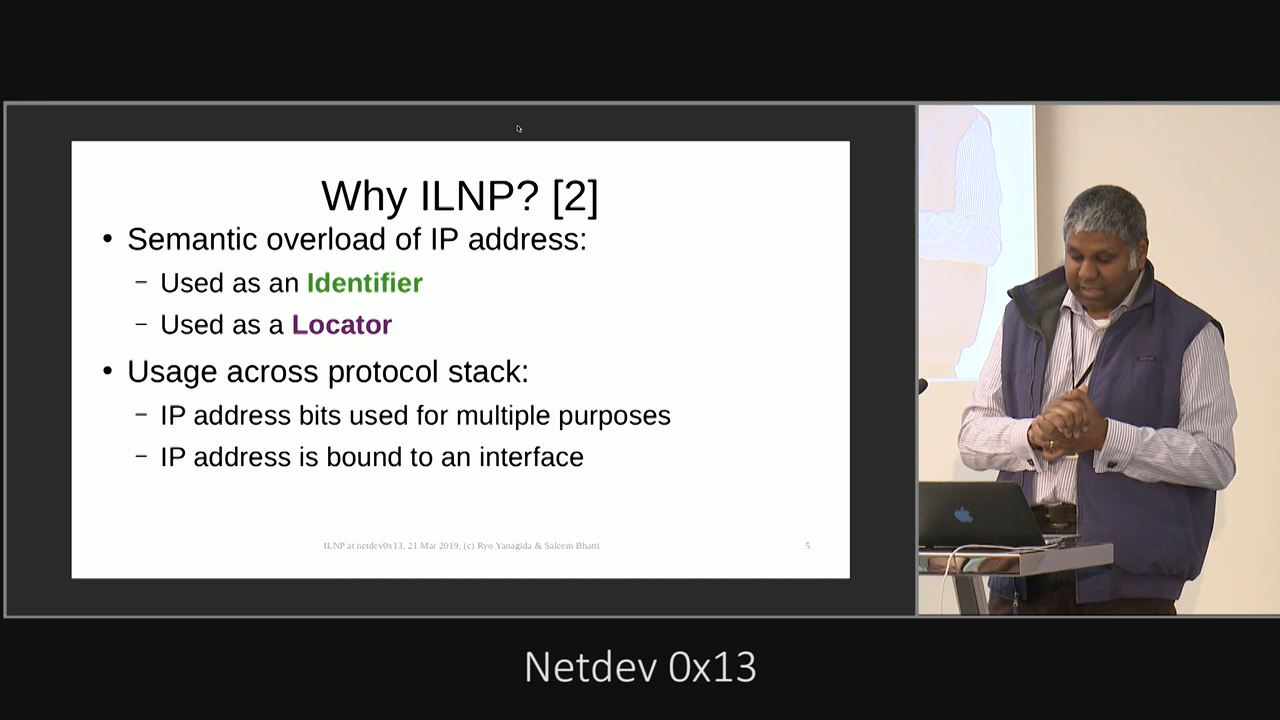 Why ILNP? [2]
• Semantic overload of IP address:
– Used as an Identifier
– Used as a Locator
• Usage across protocol stack:
– IP address bits used for multiple purposes
– IP address is bound to an interface
ILNP at netdev0x13, 21 Mar 2019, (c) Ryo Yanagida & Saleem Bhatti
5
Netdev 0x13